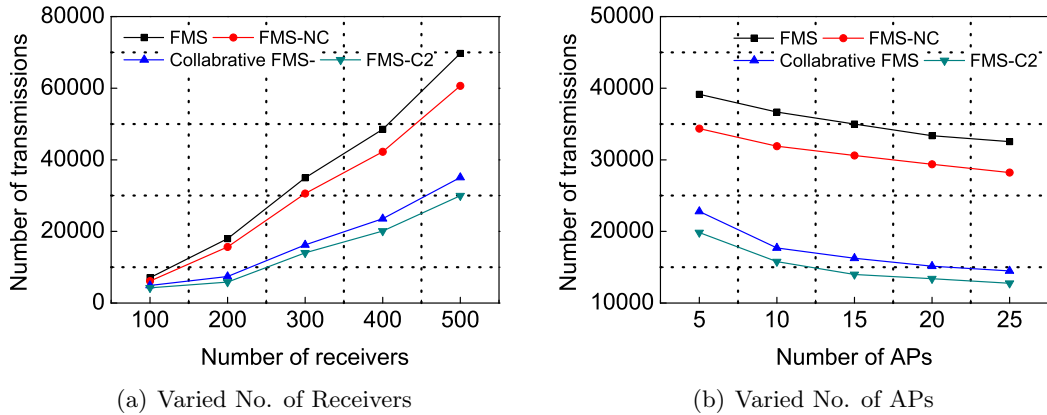 80000
60000
40000
20000
0
Number of transmissions
FMS
FMS-NC
Collabrative FMS-
FMS-C2
100 200 300 400 500
Number of receivers
(a) Varied No. of Receivers
50000
40000
30000
20000
10000
Number of transmissions
FMS
FMS-NC
Collabrative FMS
FMS-C2
5 10 15 20 25
Number of APs
(b) Varied No. of APs